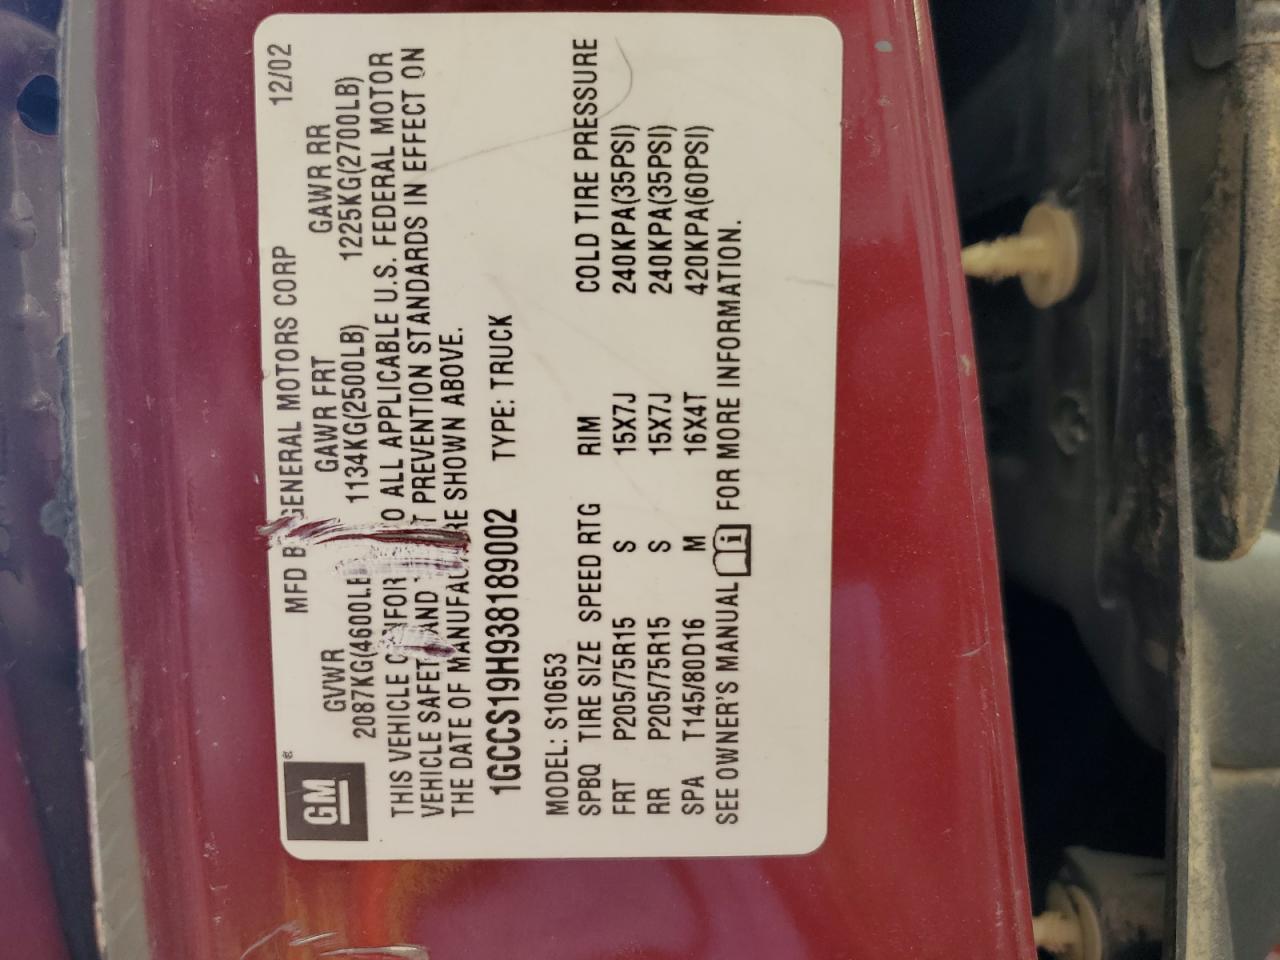 GM®
MFD BY GENERAL MOTORS CORP 12/02
GVWR GAWR FRT GAWR RR
2087KG(4600LB) 1134KG(2500LB) 1225KG(2700LB)
THIS VEHICLE CONFOR O ALL APPLICABLE U.S. FEDERAL MOTOR
VEHICLE SAFET AND T PREVENTION STANDARDS IN EFFECT ON
THE DATE OF MANUFAC RE SHOWN ABOVE.
1GCCS19H938189002 TYPE: TRUCK
MODEL: S10653
SPBQ TIRE SIZE SPEED RTG RIM COLD TIRE PRESSURE
FRT P205/75R15 S 15X7J 240KPA(35PSI)
RR P205/75R15 S 15X7J 240KPA(35PSI)
SPA T145/80D16 M 16X4T 420KPA(60PSI)
SEE OWNER'S MANUAL i FOR MORE INFORMATION.